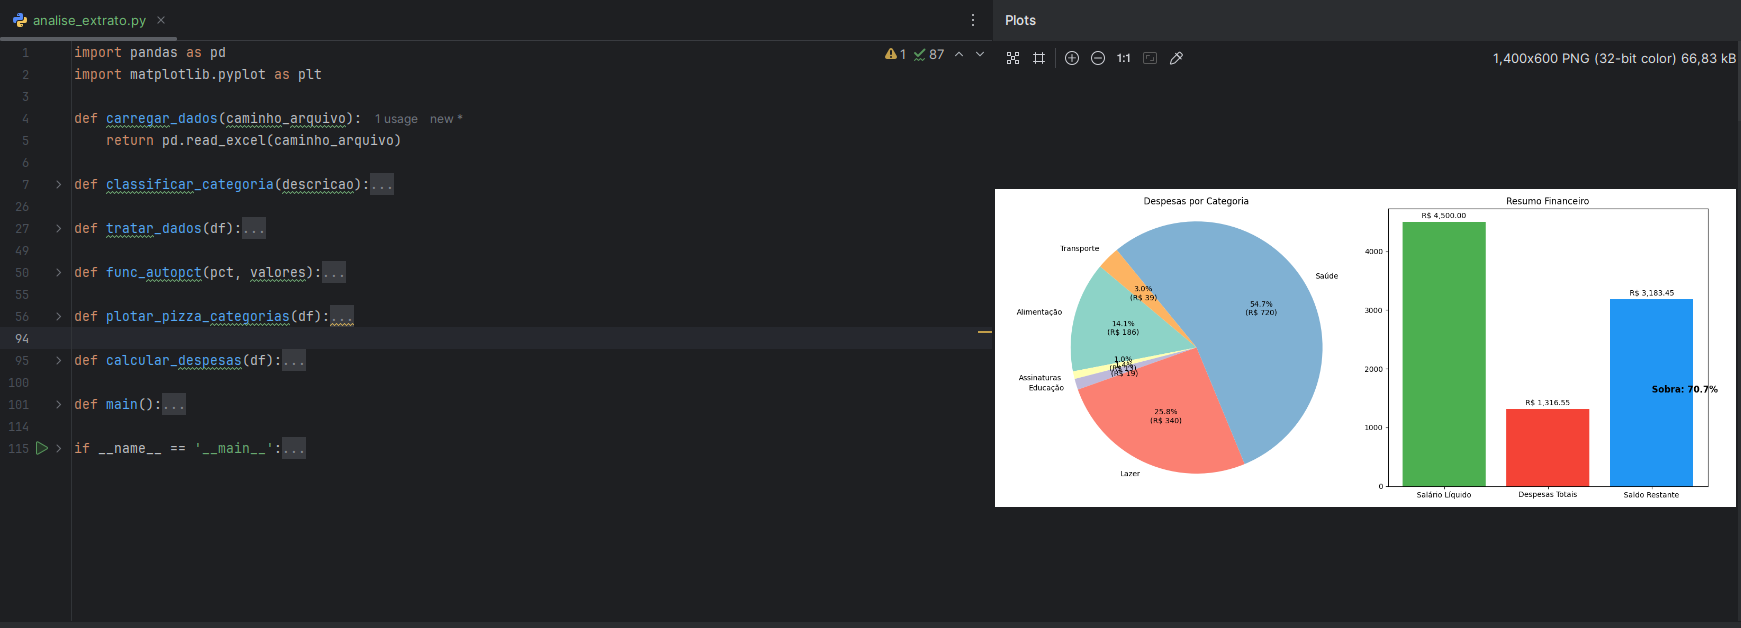 analise_extrato.py
Plots
1 import pandas as pd
1 87
2 import matplotlib.pyplot as plt
1:1
1,400x600 PNG (32-bit color) 66,83 kB
3
4 def carregar_dados(caminho_arquivo): 1 usage new *
5 return pd.read_excel(caminho_arquivo)
6
7 def classificar_categoria(descricao):...
26
27 def tratar_dados(df):...
49
50 def func_autopct(pct, valores):...
55
56 def plotar_pizza_categorias(df):...
94
95 def calcular_despesas(df):...
100
101 def main():...
114
115 if __name__ == '__main__':...
Despesas por Categoria
Transporte
3.0%
(R$ 39)
Saúde
54.7%
(R$ 720)
Alimentação
14.1%
(R$ 186)
Assinaturas
1.0%
(R$ 13)
Educação
(R$ 19)
25.8%
(R$ 340)
Lazer
Resumo Financeiro
R$ 4,500.00
4000
R$ 3,183.45
3000
2000
Sobra: 70.7%
R$ 1,316.55
1000
0
Salário Líquido
Despesas Totais
Saldo Restante